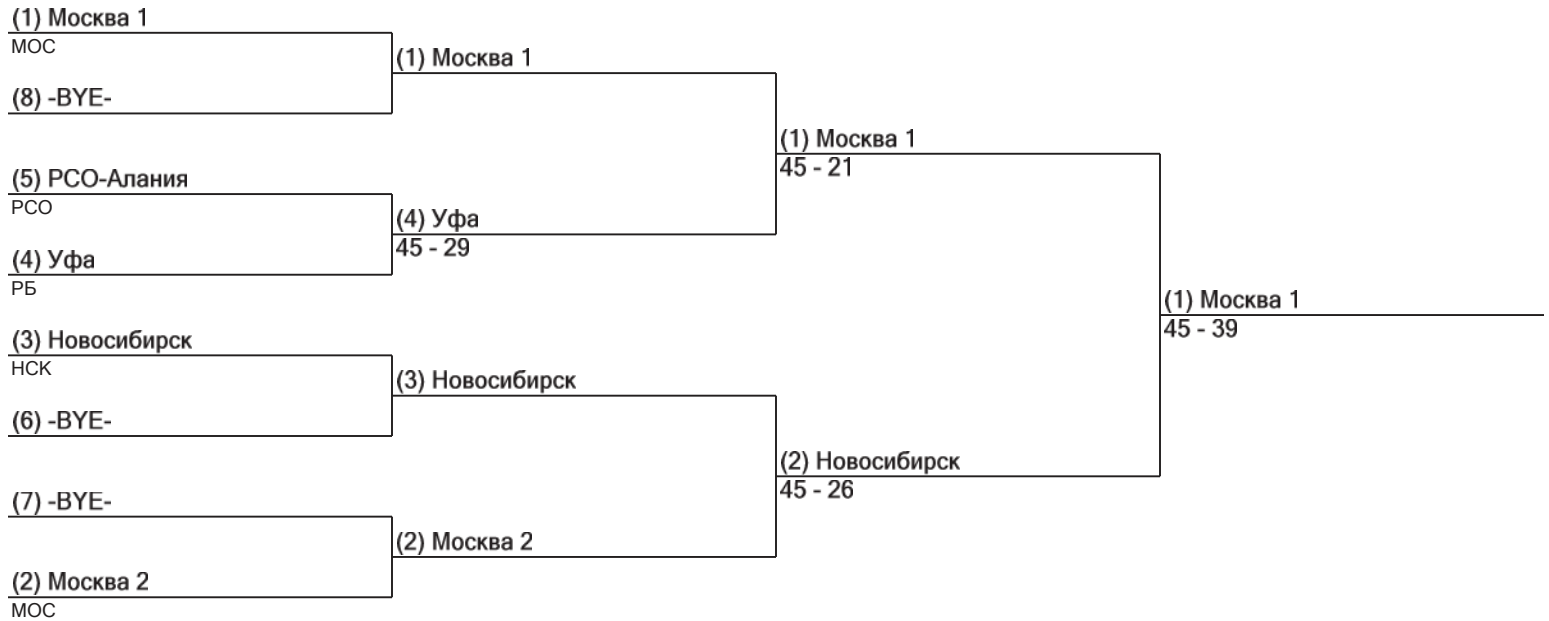 (1) Москва 1
МОС
(8) -BYE-
(5) РСО-Алания
РСО
(4) Уфа
РБ
(3) Новосибирск
НСК
(6) -BYE-
(7) -BYE-
(2) Москва 2
МОС
(1) Москва 1
(4) Уфа
45 - 29
(3) Новосибирск
(2) Москва 2
(1) Москва 1
45 - 21
(2) Новосибирск
45 - 26
(1) Москва 1
45 - 39